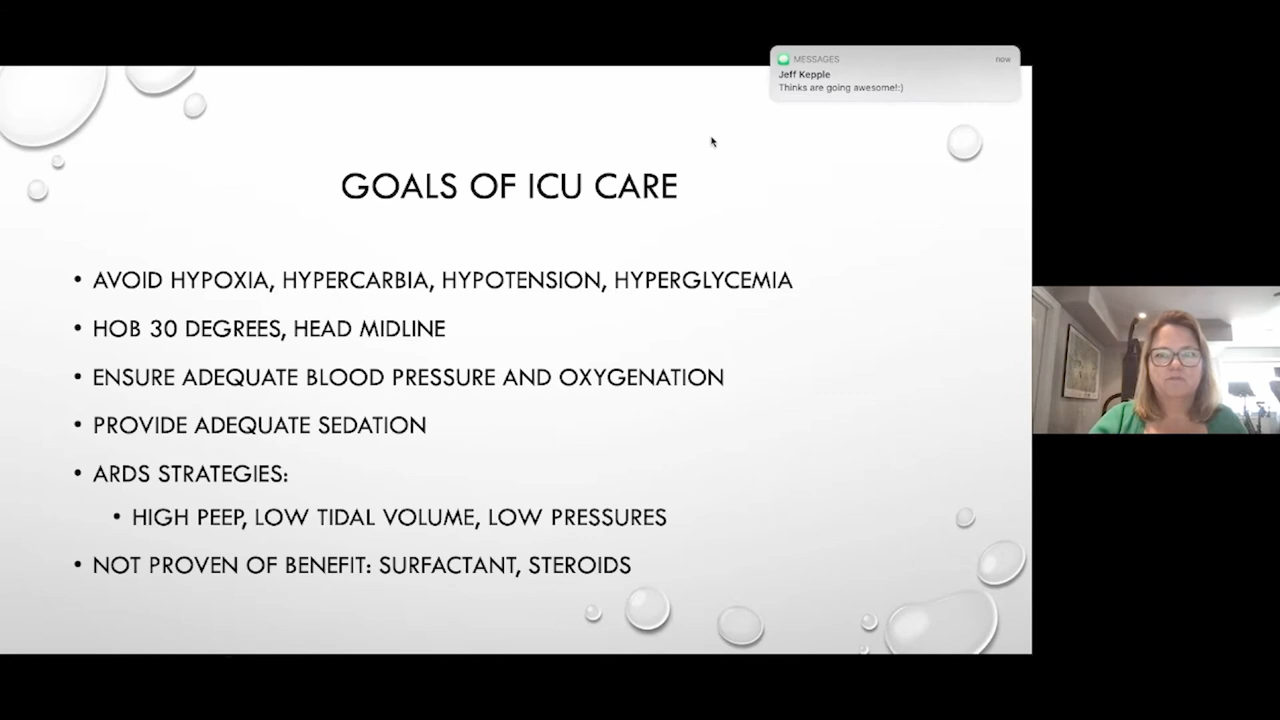 MESSAGES
now
Jeff Kepple
Thinks are going awesome!:)
GOALS OF ICU CARE
• AVOID HYPOXIA, HYPERCARBIA, HYPOTENSION, HYPERGLYCEMIA
• HOB 30 DEGREES, HEAD MIDLINE
• ENSURE ADEQUATE BLOOD PRESSURE AND OXYGENATION
• PROVIDE ADEQUATE SEDATION
• ARDS STRATEGIES:
• HIGH PEEP, LOW TIDAL VOLUME, LOW PRESSURES
• NOT PROVEN OF BENEFIT: SURFACTANT, STEROIDS